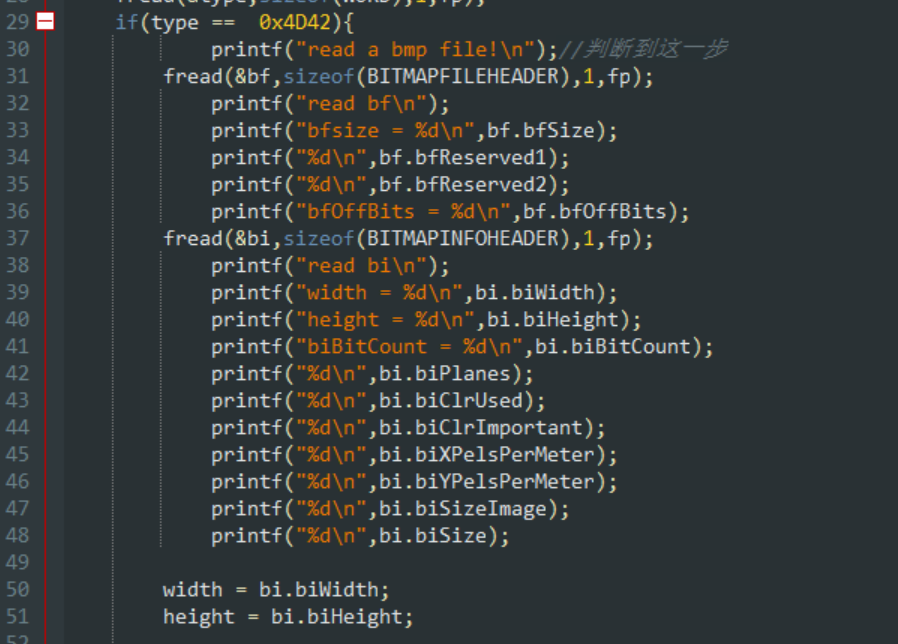 29 if(type ==  0x4D42){
30 printf("read a bmp file!\n");//判断到这一步
31 fread(&bf,sizeof(BITMAPFILEHEADER),1,fp);
32 printf("read bf\n");
33 printf("bfsize = %d\n",bf.bfSize);
34 printf("%d\n",bf.bfReserved1);
35 printf("%d\n",bf.bfReserved2);
36 printf("bfOffBits = %d\n",bf.bfOffBits);
37 fread(&bi,sizeof(BITMAPINFOHEADER),1,fp);
38 printf("read bi\n");
39 printf("width = %d\n",bi.biWidth);
40 printf("height = %d\n",bi.biHeight);
41 printf("biBitCount = %d\n",bi.biBitCount);
42 printf("%d\n",bi.biPlanes);
43 printf("%d\n",bi.biClrUsed);
44 printf("%d\n",bi.biClrImportant);
45 printf("%d\n",bi.biXPelsPerMeter);
46 printf("%d\n",bi.biYPelsPerMeter);
47 printf("%d\n",bi.biSizeImage);
48 printf("%d\n",bi.biSize);
49
50 width = bi.biWidth;
51 height = bi.biHeight;